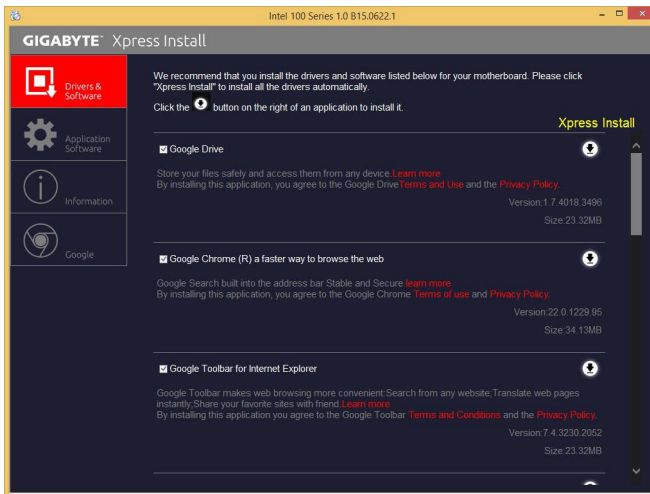 Intel 100 Series 1.0 B15.0622.1
GIGABYTE™ Xpress Install
Drivers &
Software
Application
Software
Information
Google
We recommend that you install the drivers and software listed below for your motherboard. Please click
"Xpress Install" to install all the drivers automatically.
Click the button on the right of an application to install it.
Xpress Install
Google Drive
Store your files safely and access them from any device.Learn more
By installing this application, you agree to the Google DriveTerms and Use and the Privacy Policy.
Version:1.7.4018.3496
Size:23.32MB
Google Chrome (R) a faster way to browse the web
Google Search built into the address bar Stable and Secure learn more
By installing this application, you agree to the Google Chrome Terms of use and Privacy Policy.
Version:22.0.1229.95
Size:34.13MB
Google Toolbar for Internet Explorer
Google Toolbar makes web browsing more convenient:Search from any website;Translate web pages
instantly;Share your favorite sites with friend.Learn more
By installing this application you agree to the Google Toolbar Terms and Conditions and the Privacy Policy.
Version:7.4.3230.2052
Size:23.32MB